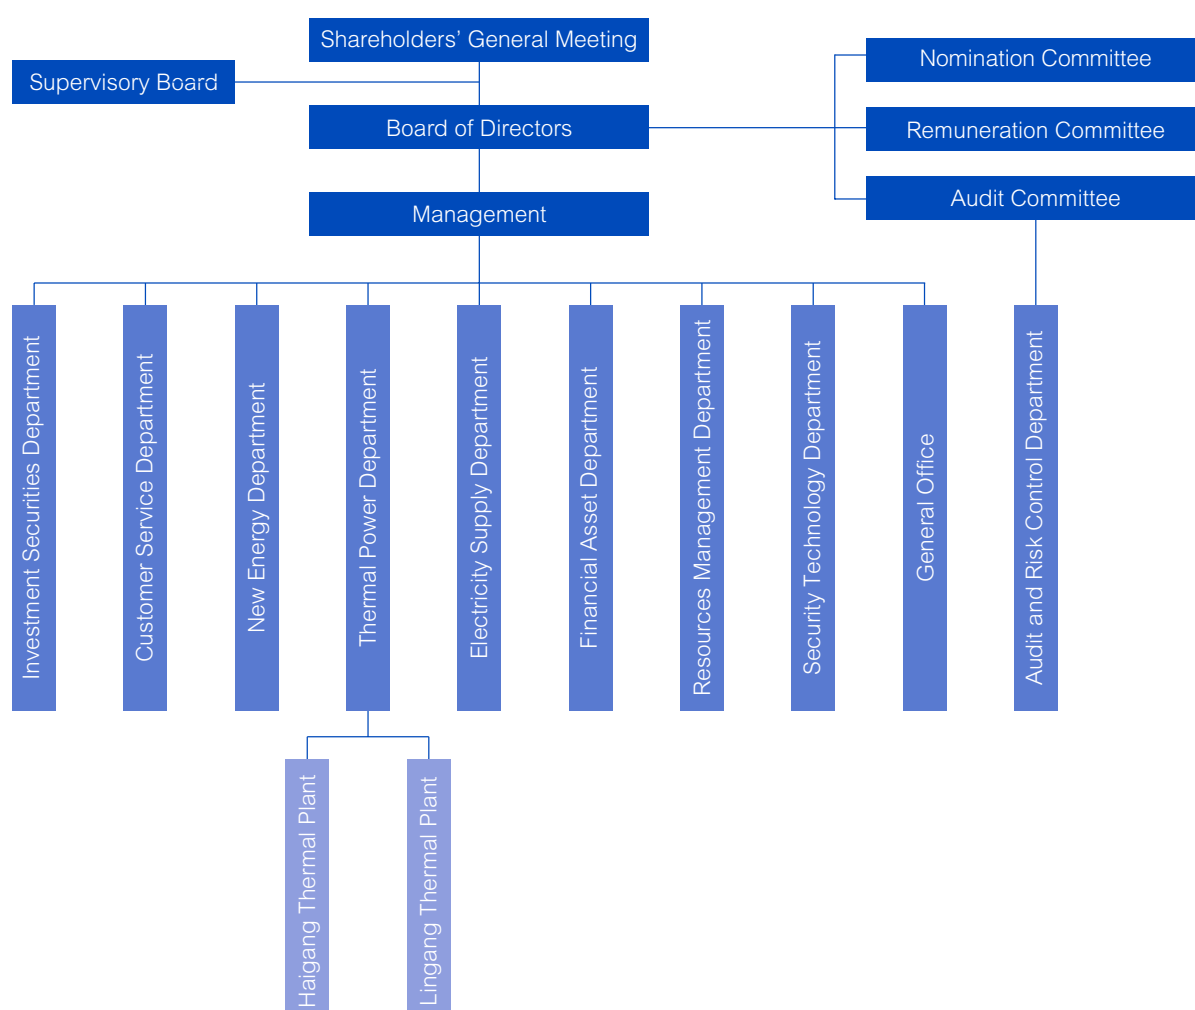 Shareholders’ General Meeting
Supervisory Board
Board of Directors
Management
Nomination Committee
Remuneration Committee
Audit Committee
Investment Securities Department
Customer Service Department
New Energy Department
Thermal Power Department
Electricity Supply Department
Financial Asset Department
Resources Management Department
Security Technology Department
General Office
Audit and Risk Control Department
Haigang Thermal Plant
Lingang Thermal Plant